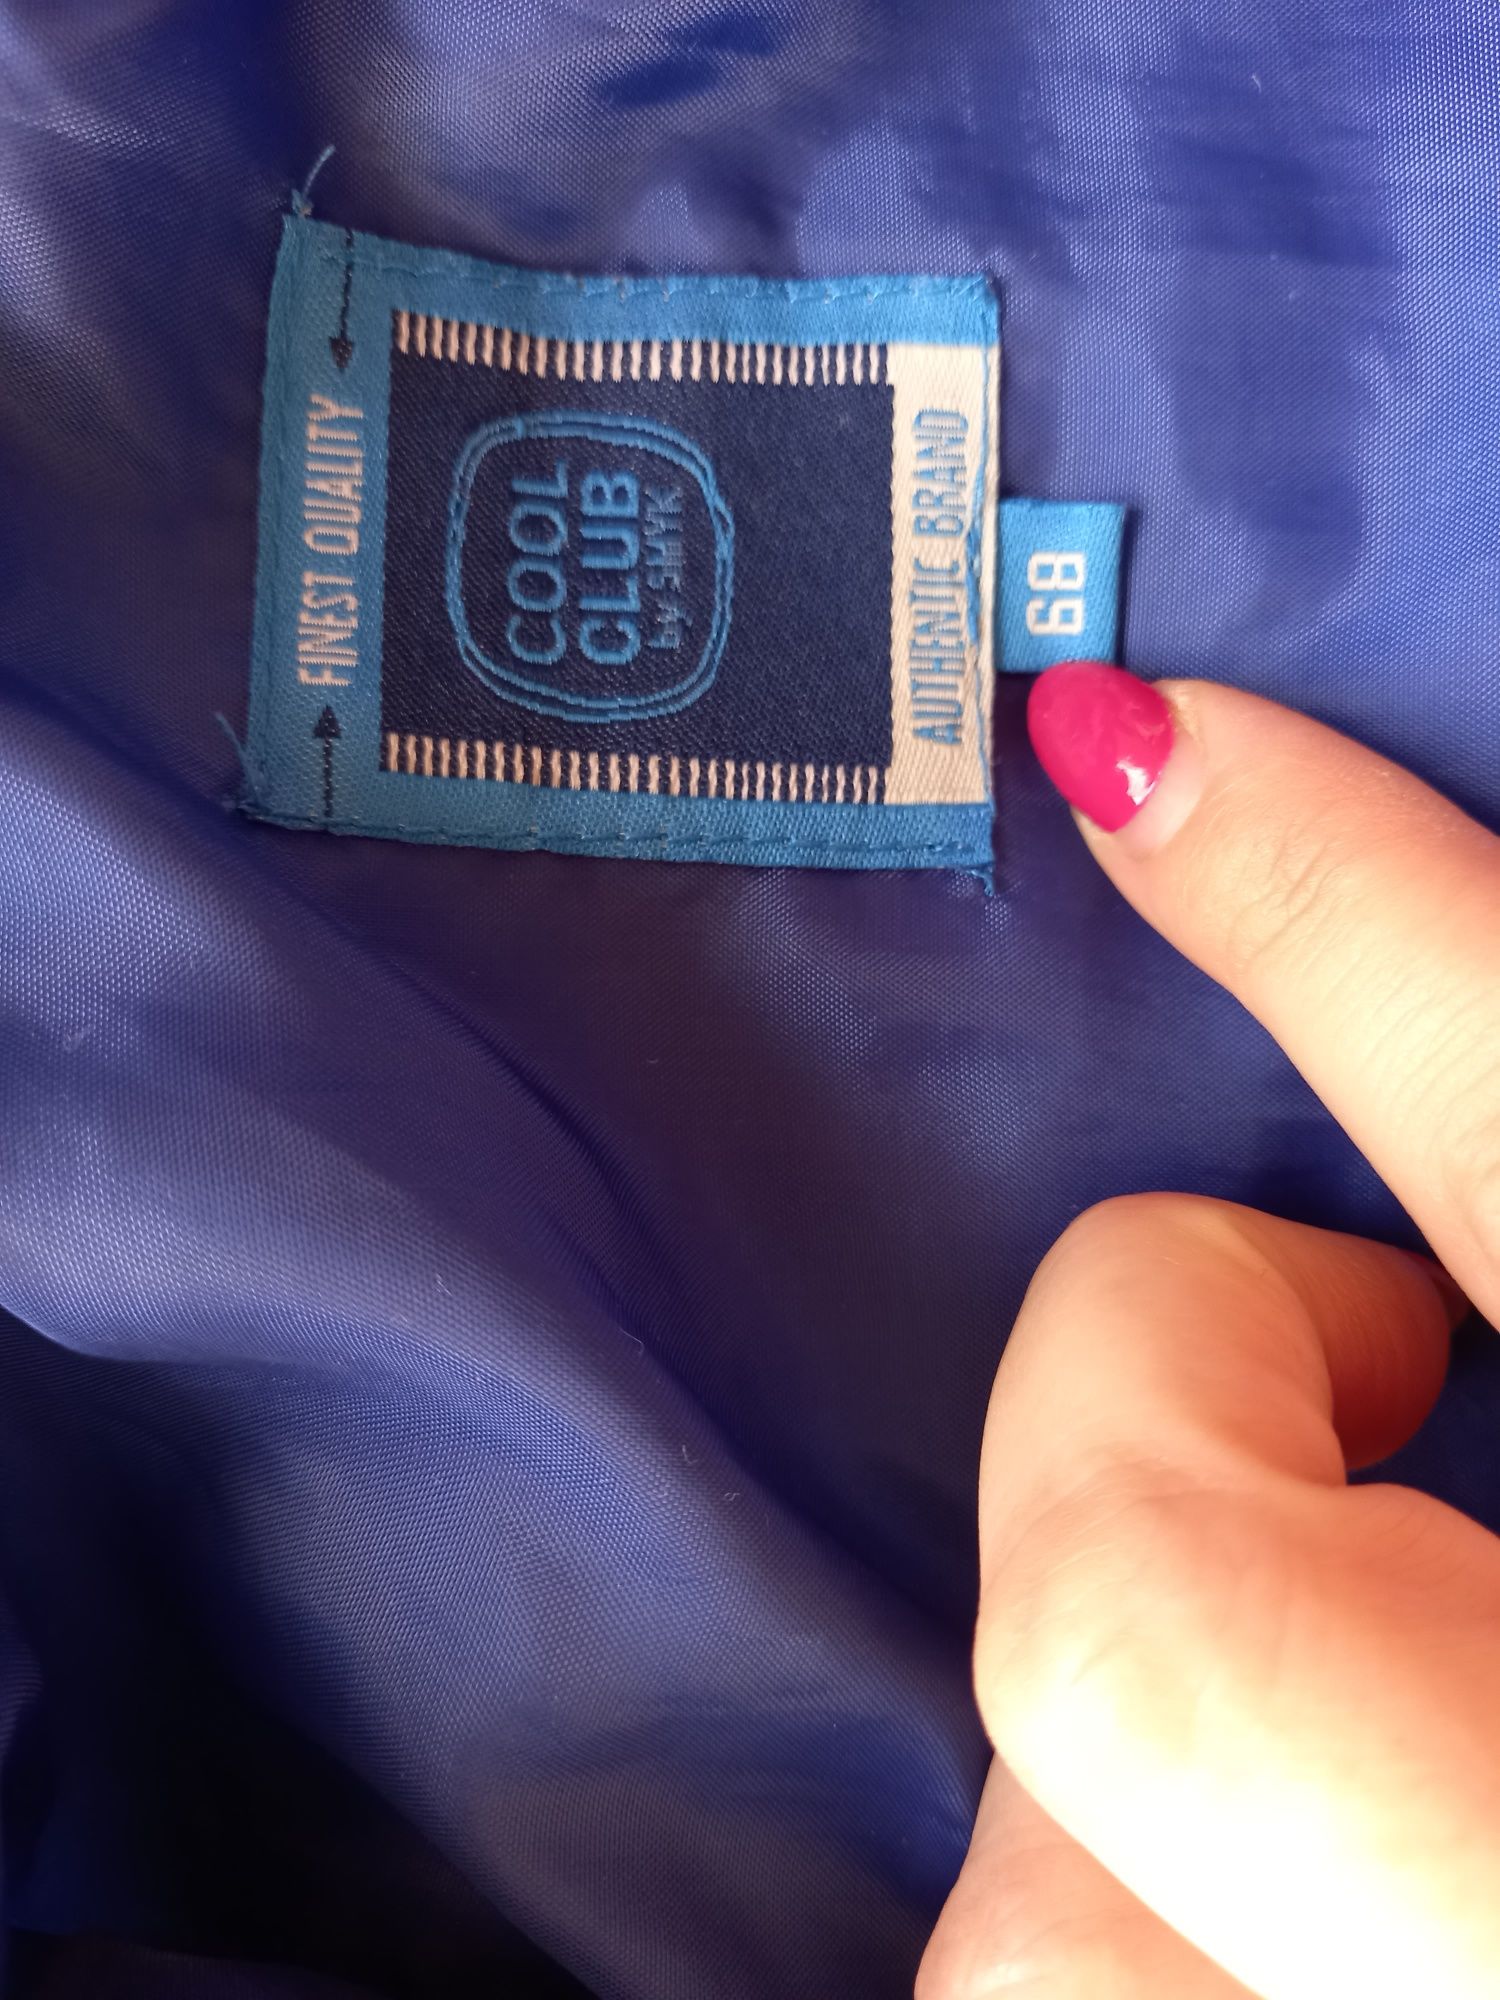 FINEST QUALITY
COOL
CLUB
by SMYK
AUTHENTIC BRAND
68